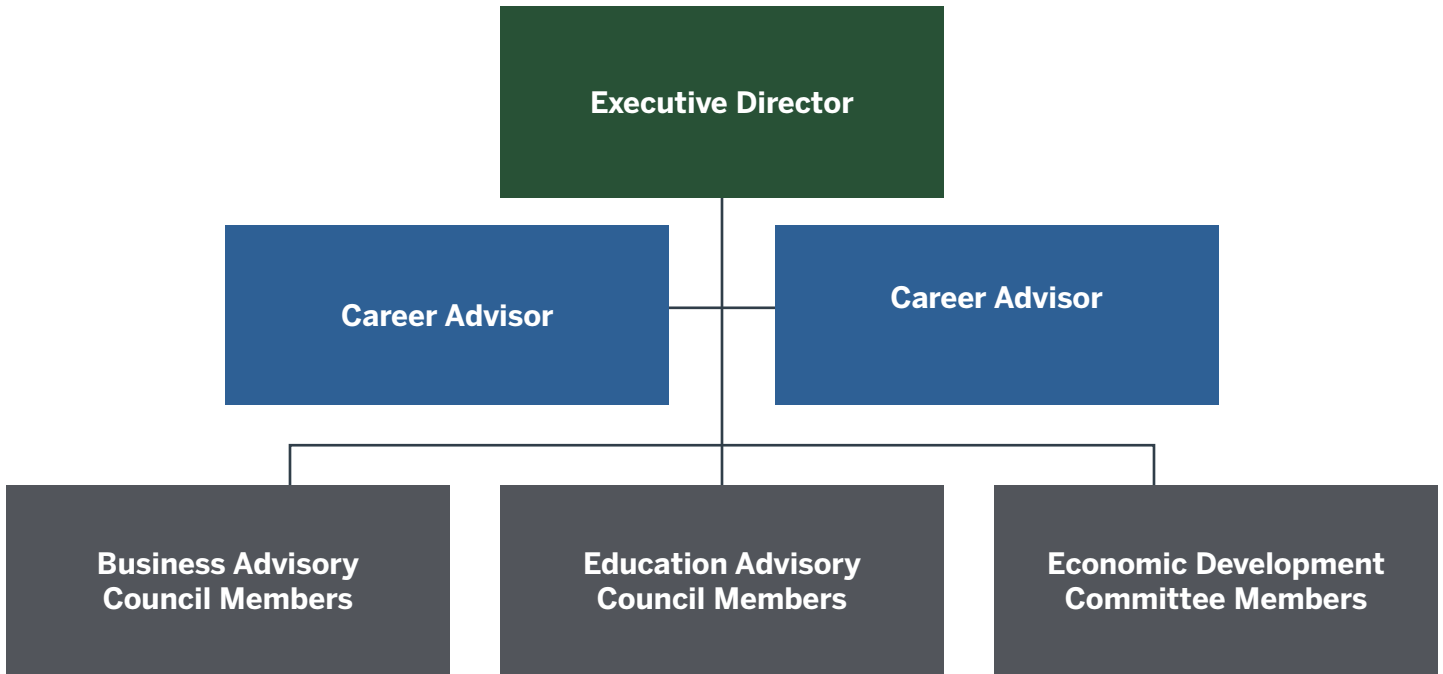 Executive Director
Career Advisor
Career Advisor
Business Advisory
Council Members
Education Advisory
Council Members
Economic Development
Committee Members